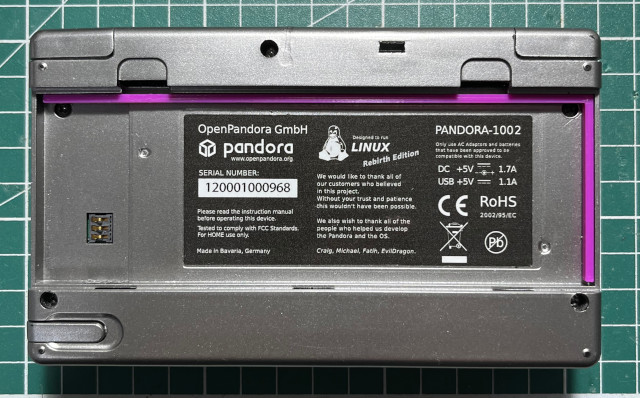 OpenPandora GmbH
pandora
www.openpandora.org
SERIAL NUMBER:
120001000968
Please read the instruction manual
before operating this device.
Tested to comply with FCC Standards.
For HOME use only.
Made in Bavaria, Germany
Designed to run
LINUX
Rebirth Edition
We would like to thank all of
our customers who believed
in this project.
Without your trust and patience
this wouldn't have been possible.
We also wish to thank all of the
people who helped us develop
the Pandora and the OS.
Craig, Michael, Fatih, EvilDragon.
PANDORA-1002
Only use AC Adaptors and batteries
that have been approved to be
compatible with this device.
DC +5V 1.7A
USB +5V 1.1A
CE RoHS
2002/95/EC
Pb